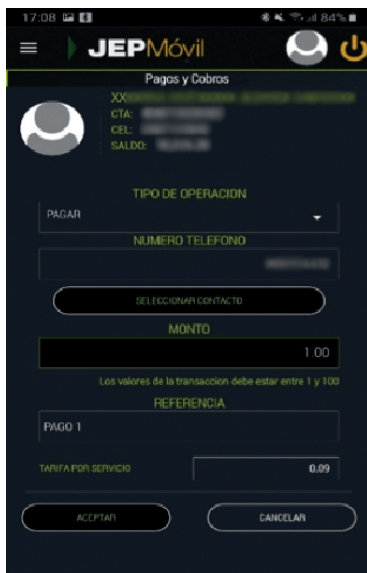 17:08 84%
JEPMóvil
Pagos y Cobros
CTA:
CEL:
SALDO:
TIPO DE OPERACION
PAGAR
NUMERO TELEFONO
SELECCIONAR CONTACTO
MONTO
1.00
Los valores de la transaccion debe estar entre 1 y 100
REFERENCIA
PAGO 1
TARIFA POR SERVICIO 0.09
ACEPTAR CANCELAR